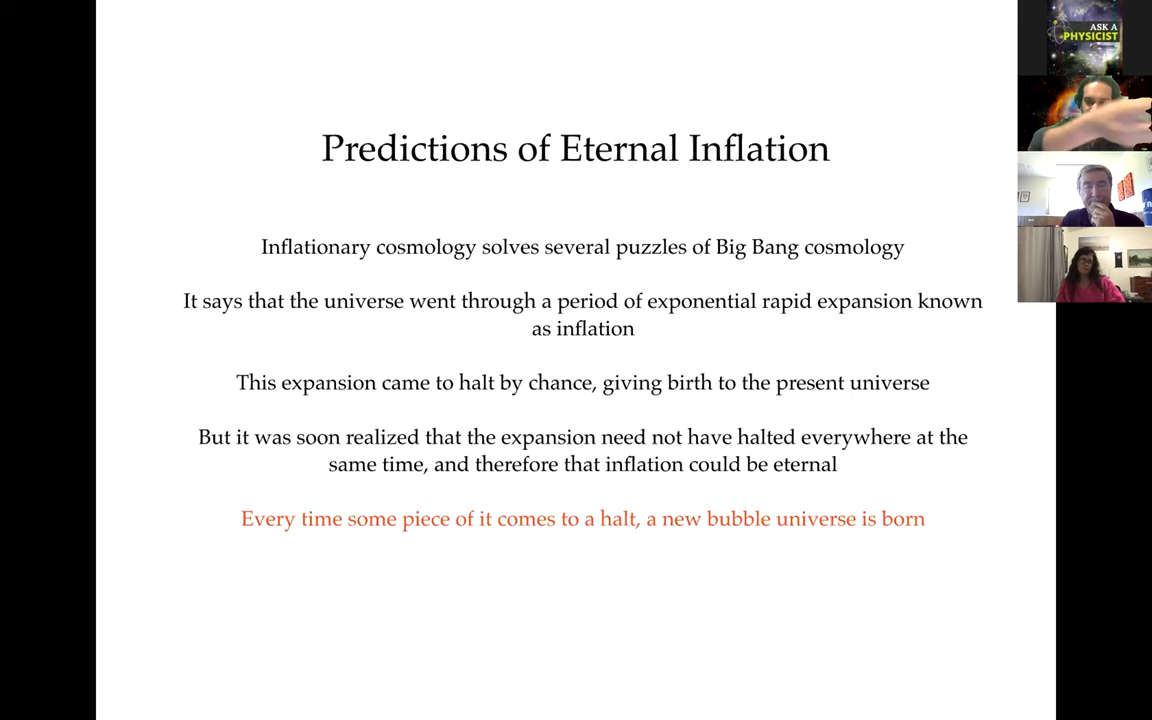 ASK A
PHYSICIST
Predictions of Eternal Inflation
Inflationary cosmology solves several puzzles of Big Bang cosmology
It says that the universe went through a period of exponential rapid expansion known
as inflation
This expansion came to halt by chance, giving birth to the present universe
But it was soon realized that the expansion need not have halted everywhere at the
same time, and therefore that inflation could be eternal
Every time some piece of it comes to a halt, a new bubble universe is born